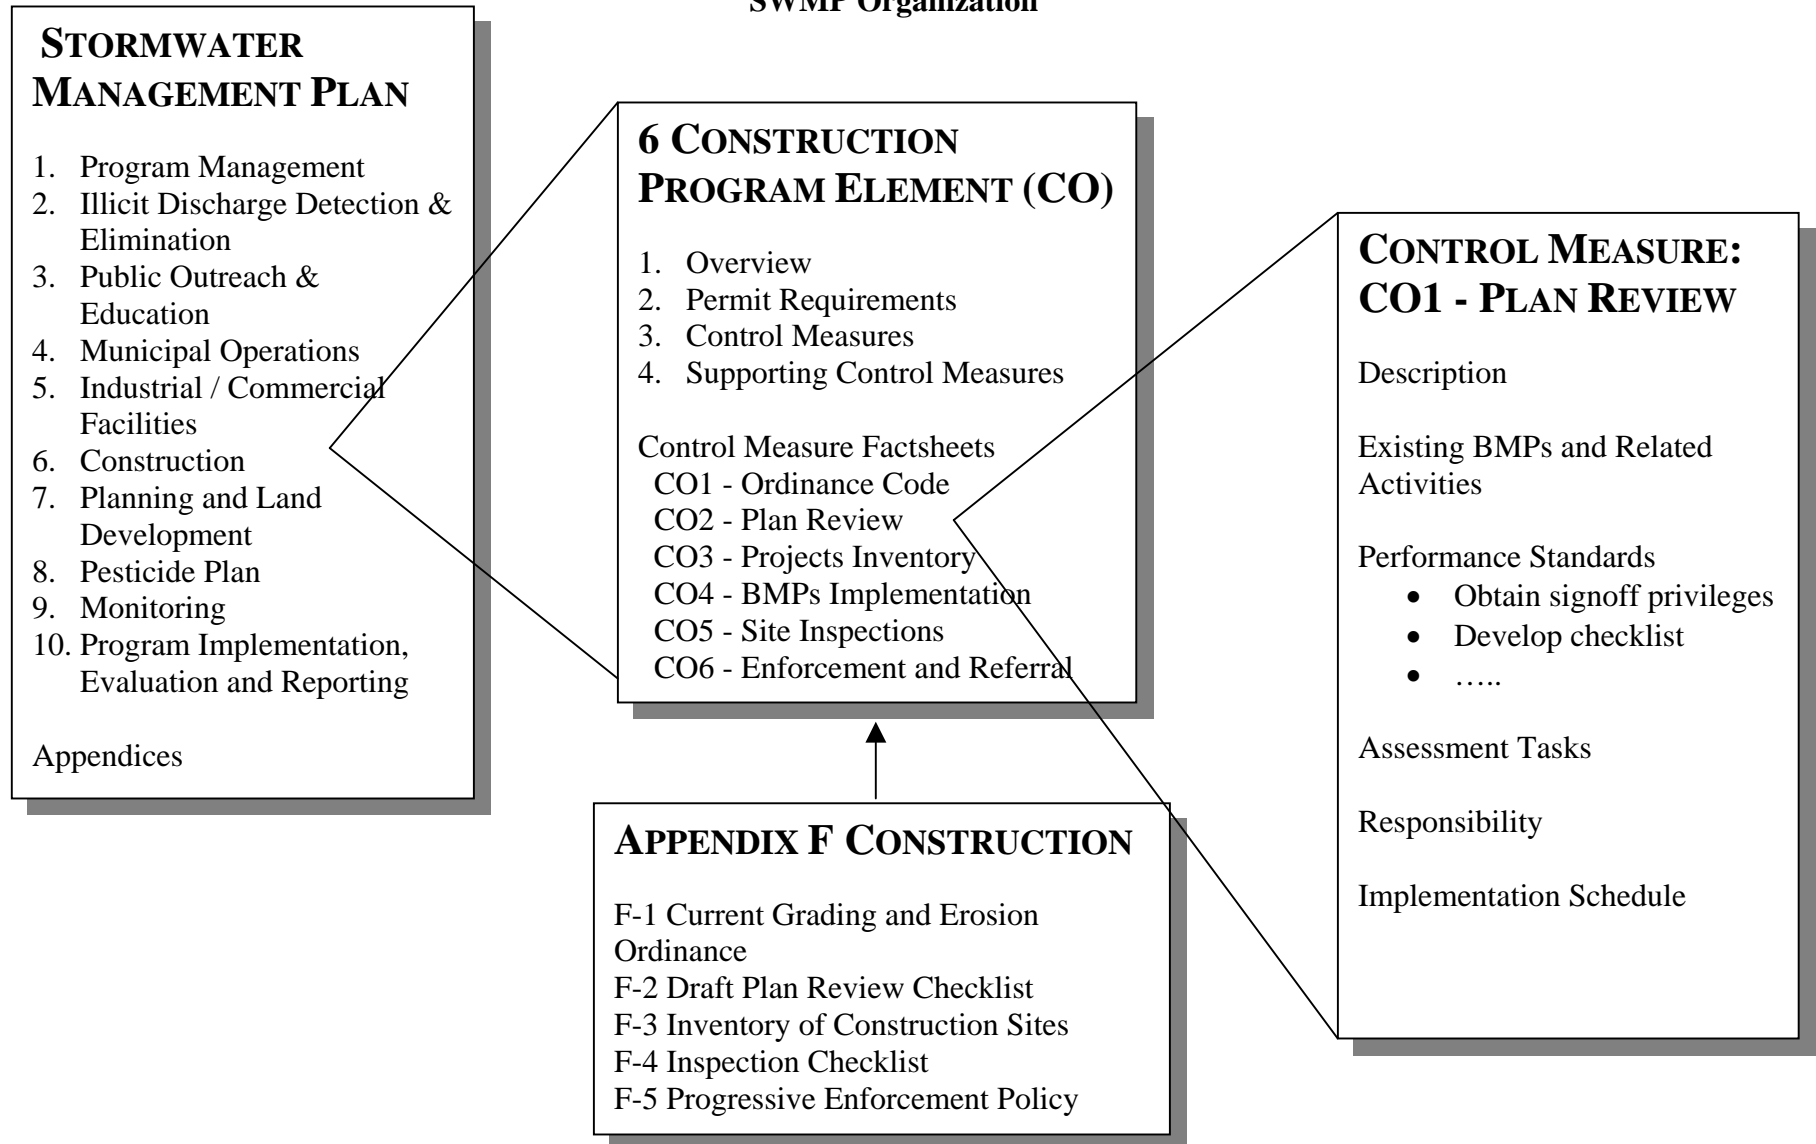 SWMP Organization
STORMWATER
MANAGEMENT PLAN
1. Program Management
2. Illicit Discharge Detection &
Elimination
3. Public Outreach &
Education
4. Municipal Operations
5. Industrial / Commercial
Facilities
6. Construction
7. Planning and Land
Development
8. Pesticide Plan
9. Monitoring
10. Program Implementation,
Evaluation and Reporting
Appendices
6 CONSTRUCTION
PROGRAM ELEMENT (CO)
1. Overview
2. Permit Requirements
3. Control Measures
4. Supporting Control Measures
Control Measure Factsheets
CO1 - Ordinance Code
CO2 - Plan Review
CO3 - Projects Inventory
CO4 - BMPs Implementation
CO5 - Site Inspections
CO6 - Enforcement and Referral
APPENDIX F CONSTRUCTION
F-1 Current Grading and Erosion
Ordinance
F-2 Draft Plan Review Checklist
F-3 Inventory of Construction Sites
F-4 Inspection Checklist
F-5 Progressive Enforcement Policy
CONTROL MEASURE:
CO1 - PLAN REVIEW
Description
Existing BMPs and Related
Activities
Performance Standards
• Obtain signoff privileges
• Develop checklist
• …..
Assessment Tasks
Responsibility
Implementation Schedule